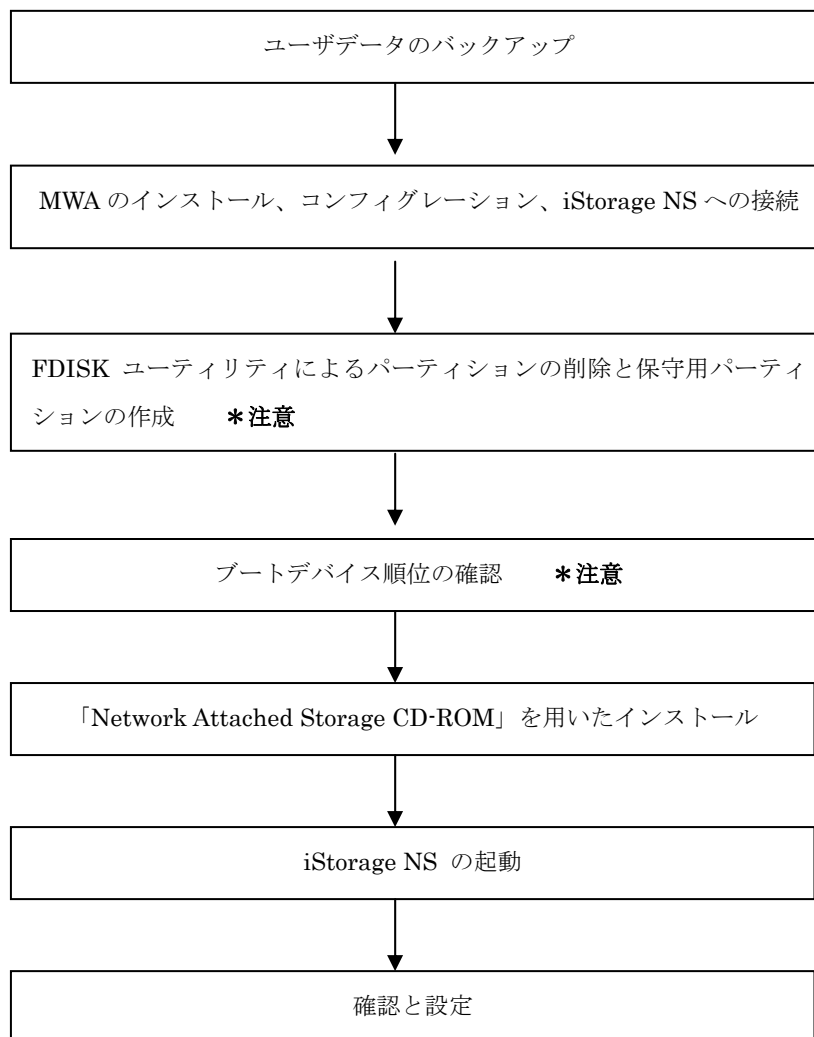 ユーザデータのバックアップ
MWA のインストール、コンフィグレーション、iStorage NS への接続
FDISK ユーティリティによるパーティションの削除と保守用パーティ
ションの作成　　＊注意
ブートデバイス順位の確認　　＊注意
「Network Attached Storage CD-ROM」を用いたインストール
iStorage NS の起動
確認と設定